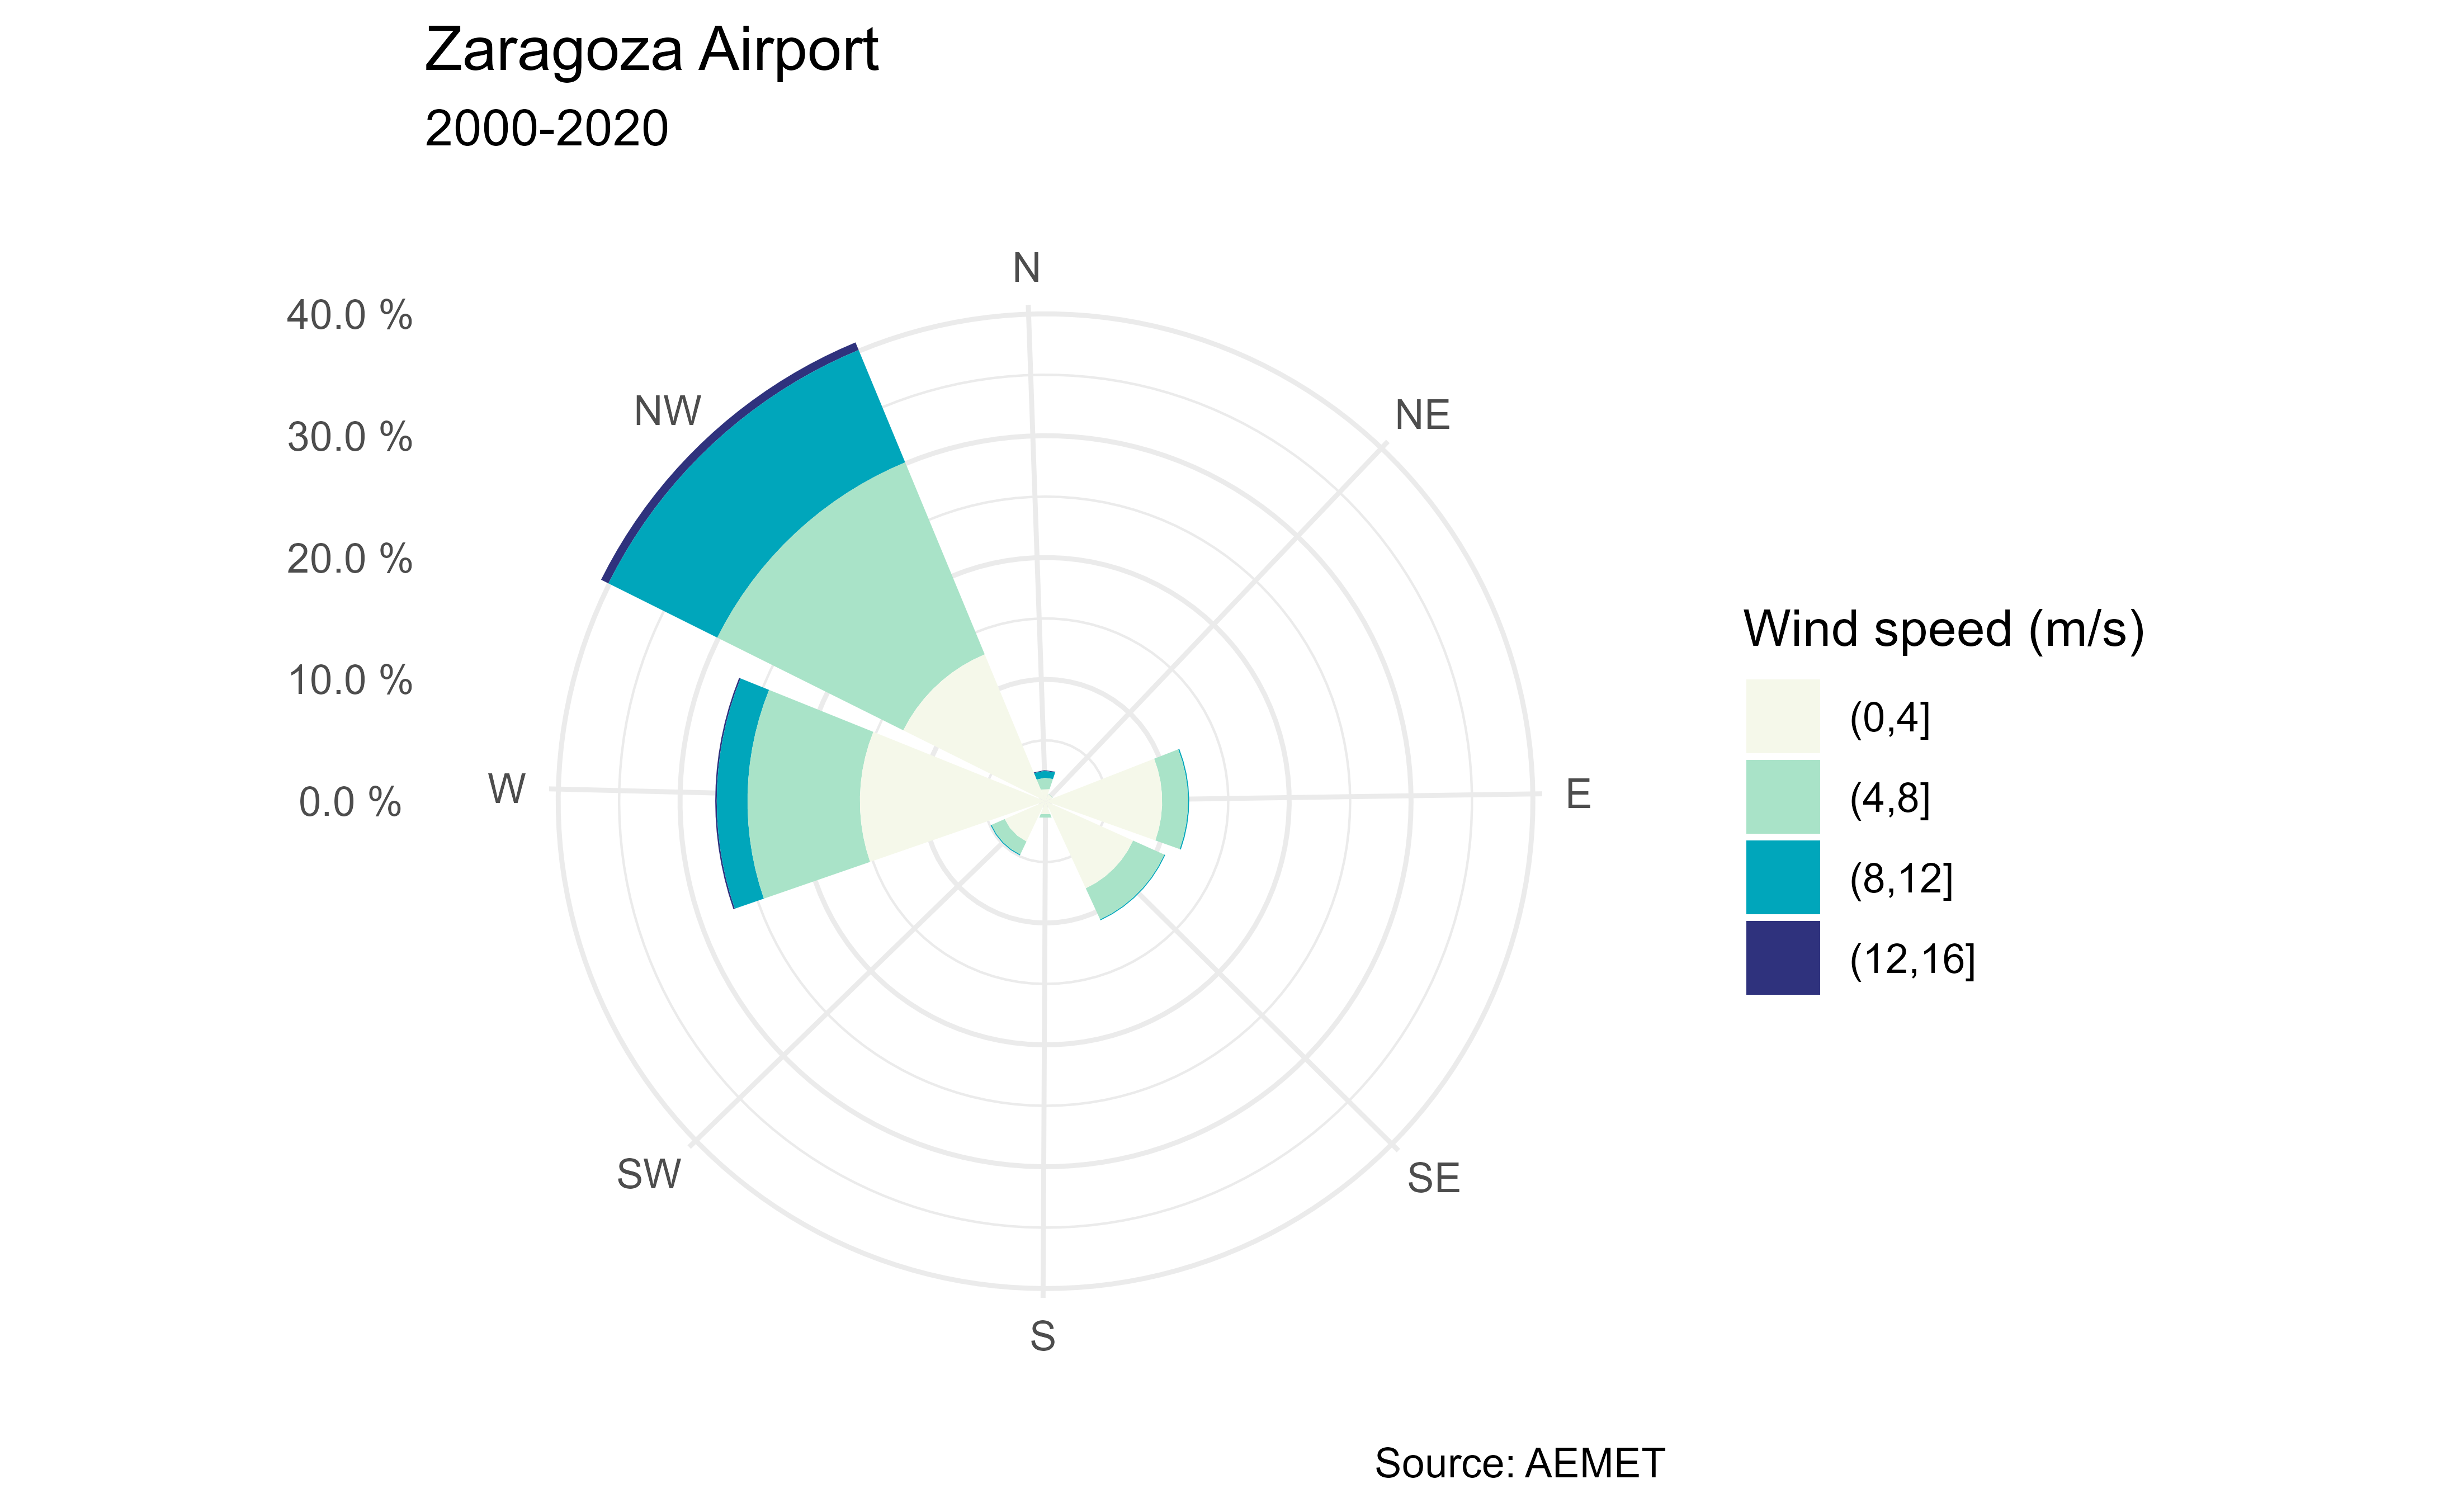 Zaragoza Airport
2000-2020
N
40.0 %
NW
NE
30.0 %
20.0 %
10.0 %
W
E
0.0 %
SW
SE
S
Wind speed (m/s)
(0,4]
(4,8]
(8,12]
(12,16]
Source: AEMET